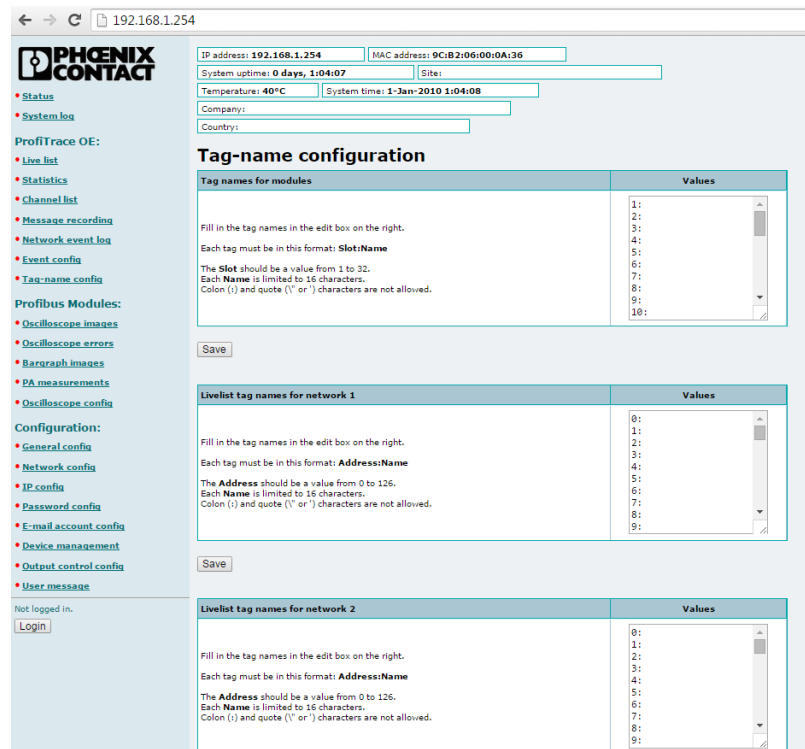 192.168.1.254
PHŒNIX
CONTACT
Status
System log
ProfiTrace OE:
Live list
Statistics
Channel list
Message recording
Network event log
Event config
Tag-name config
Profibus Modules:
Oscilloscope images
Oscilloscope errors
Bargraph images
PA measurements
Oscilloscope config
Configuration:
General config
Network config
IP config
Password config
E-mail account config
Device management
Output control config
User message
Not logged in.
Login
IP address: 192.168.1.254 MAC address: 9C:B2:06:00:0A:36
System uptime: 0 days, 1:04:07 Site:
Temperature: 40°C System time: 1-Jan-2010 1:04:08
Company:
Country:
Tag-name configuration
Tag names for modules Values
Fill in the tag names in the edit box on the right.
Each tag must be in this format: Slot:Name
The Slot should be a value from 1 to 32.
Each Name is limited to 16 characters.
Colon (:) and quote (\" or ') characters are not allowed.
1:
2:
3:
4:
5:
6:
7:
8:
9:
10:
Save
Livelist tag names for network 1 Values
Fill in the tag names in the edit box on the right.
Each tag must be in this format: Address:Name
The Address should be a value from 0 to 126.
Each Name is limited to 16 characters.
Colon (:) and quote (\" or ') characters are not allowed.
0:
1:
2:
3:
4:
5:
6:
7:
8:
9:
Save
Livelist tag names for network 2 Values
Fill in the tag names in the edit box on the right.
Each tag must be in this format: Address:Name
The Address should be a value from 0 to 126.
Each Name is limited to 16 characters.
Colon (:) and quote (\" or ') characters are not allowed.
0:
1:
2:
3:
4:
5:
6:
7:
8:
9: